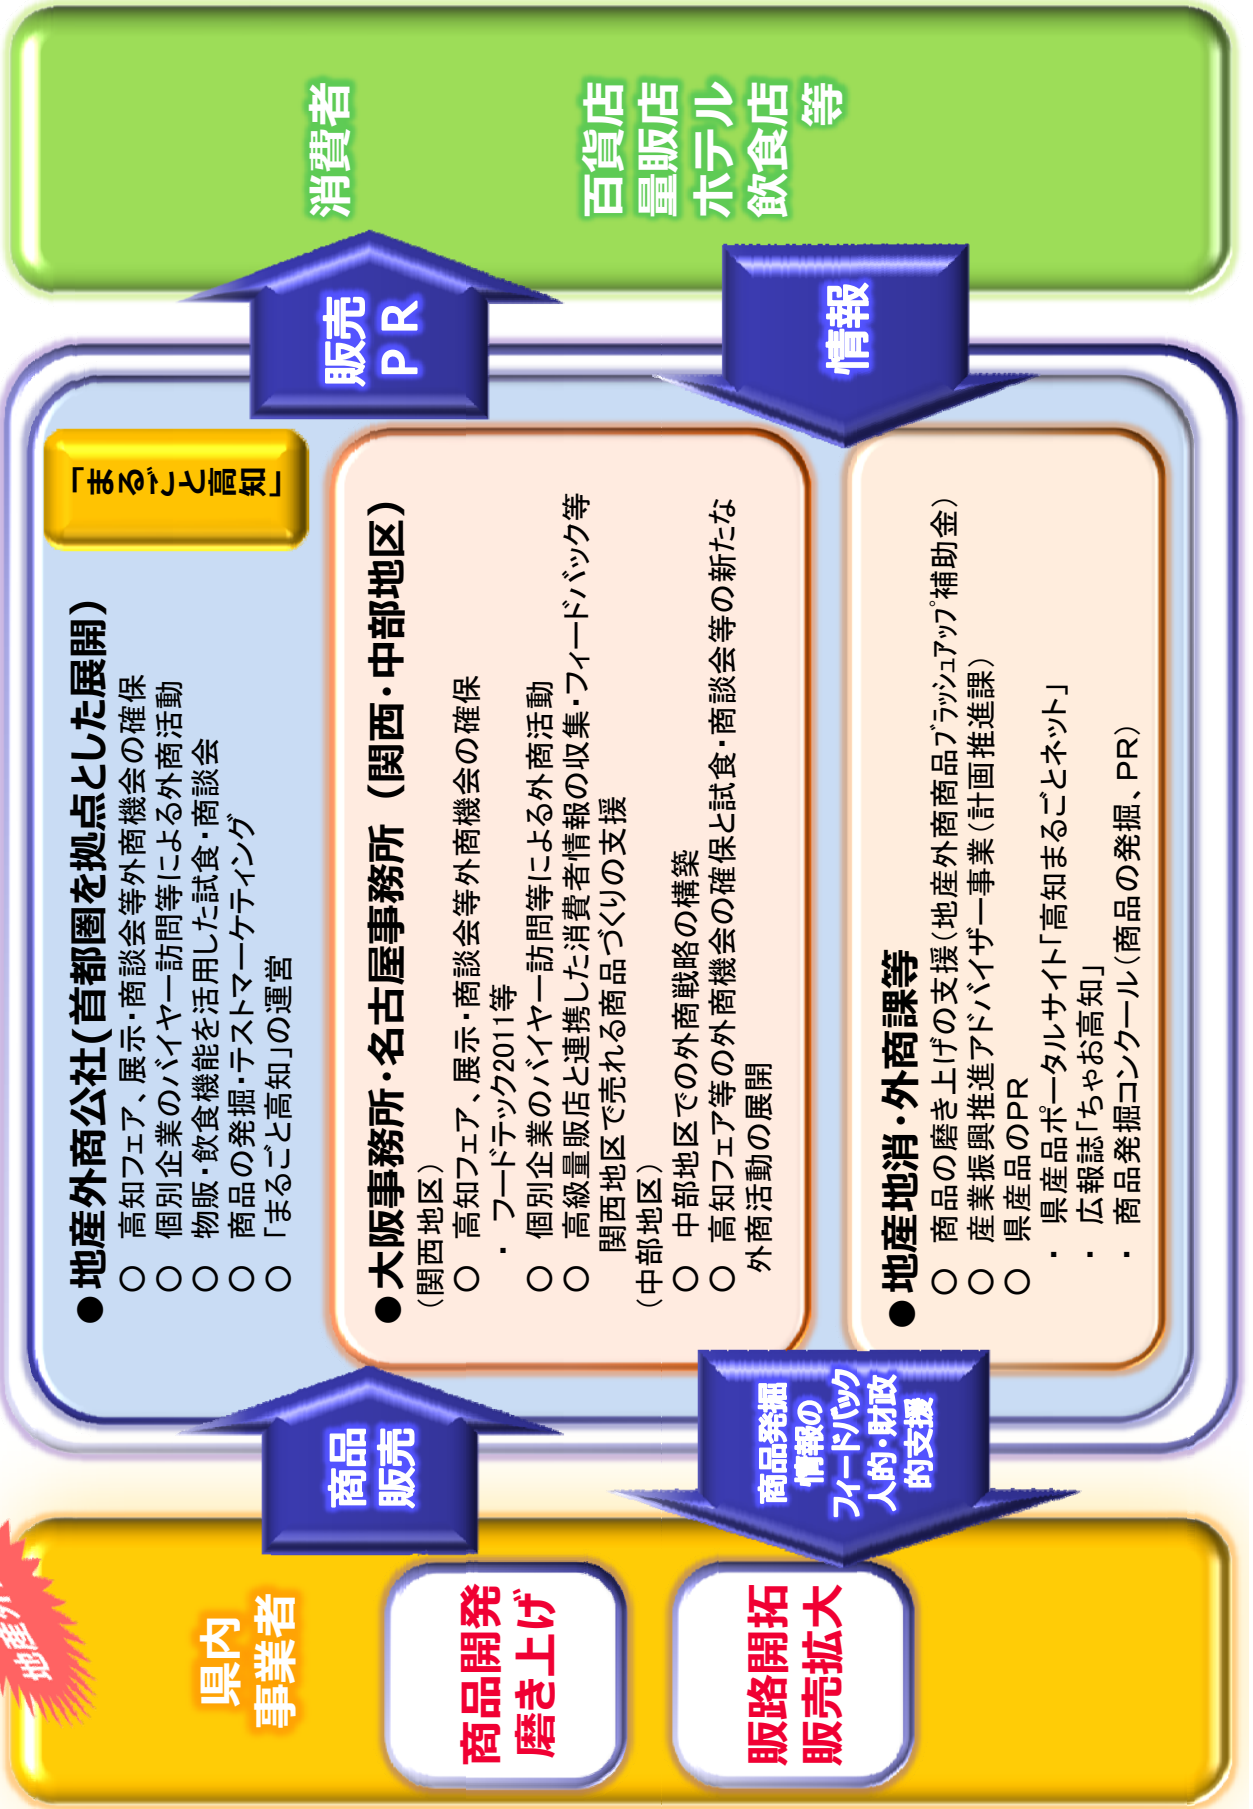 地産外
県内
事業者
商品開発
磨き上げ
販路開拓
販売拡大
商品
販売
商品発掘
情報の
フィードバック
人的・財政
的支援
●地産外商公社(首都圏を拠点とした展開)
○ 高知フェア、展示・商談会等外商機会の確保
○ 個別企業のバイヤー訪問等による外商活動
○ 物販・飲食機能を活用した試食・商談会
○ 商品の発掘・テストマーケティング
○ 「まるごと高知」の運営
「まるごと高知」
●大阪事務所・名古屋事務所（関西・中部地区）
（関西地区）
○ 高知フェア、展示・商談会等外商機会の確保
・ フードテック2011等
○ 個別企業のバイヤー訪問等による外商活動
○ 高級量販店と連携した消費者情報の収集・フィードバック等
関西地区で売れる商品づくりの支援
（中部地区）
○ 中部地区での外商戦略の構築
○ 高知フェア等の外商機会の確保と試食・商談会等の新たな
外商活動の展開
●地産地消・外商課等
○ 商品の磨き上げの支援（地産外商商品ブラッシュアップ補助金）
○ 産業振興推進アドバイザー事業（計画推進課）
○ 県産品のPR
・ 県産品ポータルサイト「高知まるごとネット」
・ 広報誌「ちゃお高知」
・ 商品発掘コンクール（商品の発掘、PR）
販売
ＰＲ
情報
消費者
百貨店
量販店
ホテル
飲食店
等